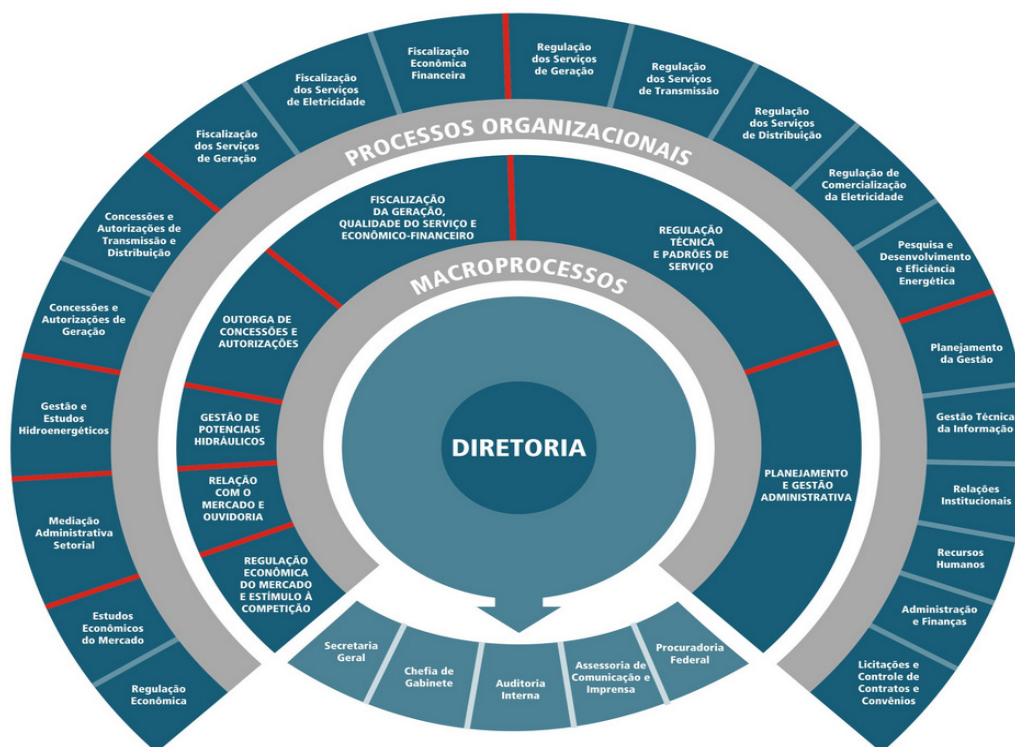 Fiscalização
Econômica
Financeira
Regulação
dos Serviços
de Geração
Fiscalização
dos Serviços
de Eletricidade
Regulação
dos Serviços
de Transmissão
Fiscalização
dos Serviços
de Geração
Regulação
dos Serviços
de Distribuição
Concessões e
Autorizações de
Transmissão e
Distribuição
Regulação de
Comercialização
da Eletricidade
Concessões e
Autorizações de
Geração
Pesquisa e
Desenvolvimento
e Eficiência
Energética
Gestão e
Estudos
Hidroenergéticos
Planejamento
da Gestão
Mediação
Administrativa
Setorial
Gestão Técnica
da Informação
Estudos
Econômicos
do Mercado
Relações
Institucionais
Regulação
Econômica
Recursos
Humanos
Administração
e Finanças
Licitações e
Controle de
Contratos e
Convênios
PROCESSOS ORGANIZACIONAIS
FISCALIZAÇÃO
DA GERAÇÃO,
QUALIDADE DO SERVIÇO E
ECONÔMICO-FINANCEIRO
REGULAÇÃO
TÉCNICA
E PADRÕES DE
SERVIÇO
OUTORGA DE
CONCESSÕES E
AUTORIZAÇÕES
GESTÃO DE
POTENCIAIS
HIDRÁULICOS
RELAÇÃO
COM O
MERCADO E
OUVIDORIA
REGULAÇÃO
ECONÔMICA
DO MERCADO
E ESTÍMULO À
COMPETIÇÃO
PLANEJAMENTO
E GESTÃO
ADMINISTRATIVA
MACROPROCESSOS
DIRETORIA
Secretaria
Geral
Chefia de
Gabinete
Auditoria
Interna
Assessoria de
Comunicação e
Imprensa
Procuradoria
Federal